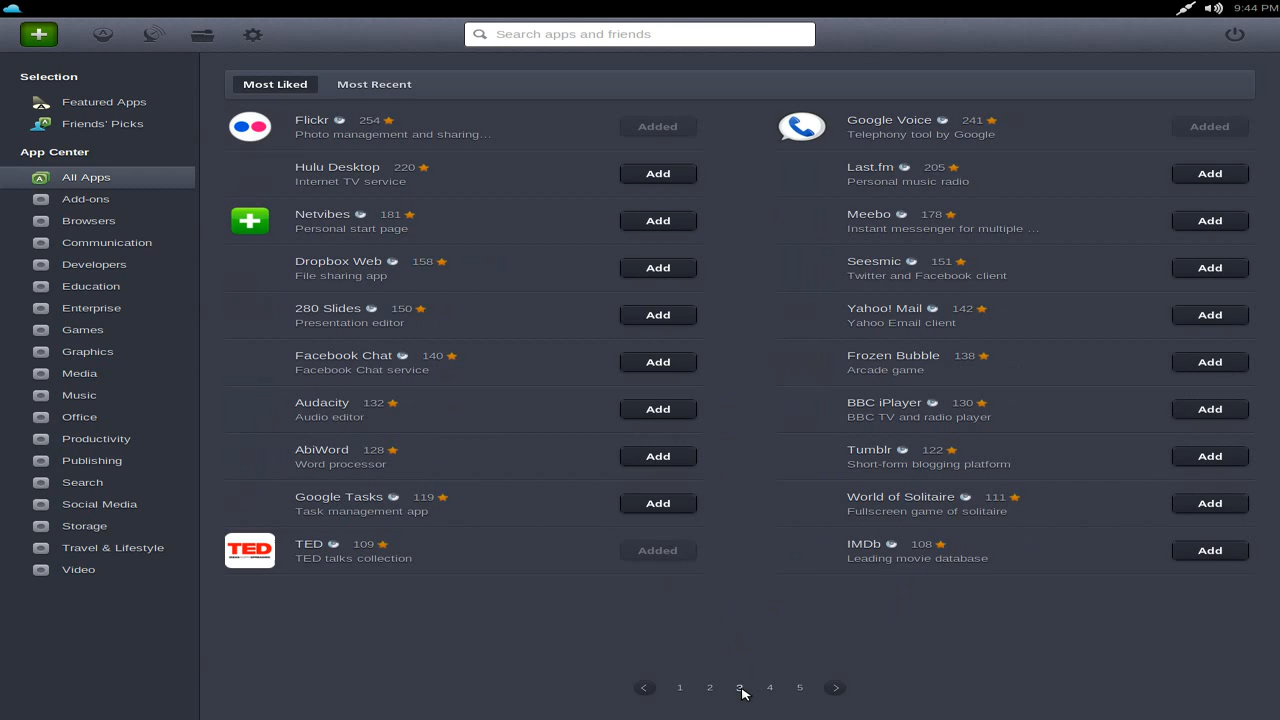 9:44 PM
Search apps and friends
Selection
Featured Apps
Friends' Picks
App Center
All Apps
Add-ons
Browsers
Communication
Developers
Education
Enterprise
Games
Graphics
Media
Music
Office
Productivity
Publishing
Search
Social Media
Storage
Travel & Lifestyle
Video
Most Liked Most Recent
Flickr 254 Added
Photo management and sharing...
Google Voice 241 Added
Telephony tool by Google
Hulu Desktop 220 Add
Internet TV service
Last.fm 205 Add
Personal music radio
Netvibes 181 Add
Personal start page
Meebo 178 Add
Instant messenger for multiple ...
Dropbox Web 158 Add
File sharing app
Seesmic 151 Add
Twitter and Facebook client
280 Slides 150 Add
Presentation editor
Yahoo! Mail 142 Add
Yahoo Email client
Facebook Chat 140 Add
Facebook Chat service
Frozen Bubble 138 Add
Arcade game
Audacity 132 Add
Audio editor
BBC iPlayer 130 Add
BBC TV and radio player
AbiWord 128 Add
Word processor
Tumblr 122 Add
Short-form blogging platform
Google Tasks 119 Add
Task management app
World of Solitaire 111 Add
Fullscreen game of solitaire
TED
TED 109 Added
TED talks collection
IMDb 108 Add
Leading movie database
< 1 2 3 4 5 >